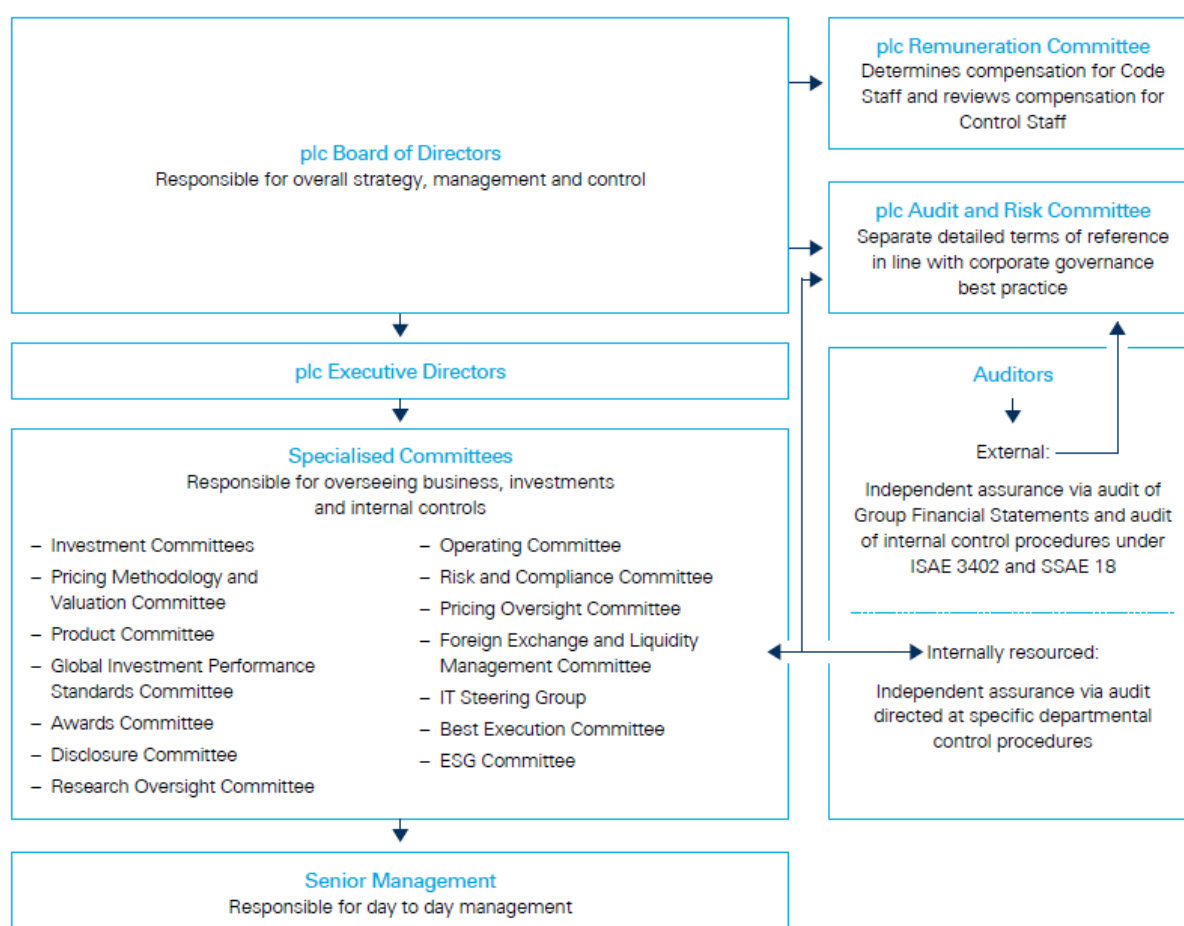 plc Board of Directors
Responsible for overall strategy, management and control
plc Remuneration Committee
Determines compensation for Code
Staff and reviews compensation for
Control Staff
plc Audit and Risk Committee
Separate detailed terms of reference
in line with corporate governance
best practice
plc Executive Directors
Specialised Committees
Responsible for overseeing business, investments
and internal controls
– Investment Committees
– Pricing Methodology and
Valuation Committee
– Product Committee
– Global Investment Performance
Standards Committee
– Awards Committee
– Disclosure Committee
– Research Oversight Committee
– Operating Committee
– Risk and Compliance Committee
– Pricing Oversight Committee
– Foreign Exchange and Liquidity
Management Committee
– IT Steering Group
– Best Execution Committee
– ESG Committee
Auditors
External:
Independent assurance via audit of
Group Financial Statements and audit
of internal control procedures under
ISAE 3402 and SSAE 18
Internally resourced:
Independent assurance via audit
directed at specific departmental
control procedures
Senior Management
Responsible for day to day management